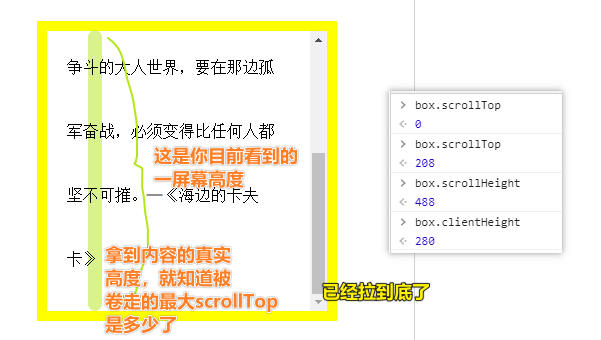 争斗的大人世界，要在那边孤
军奋战，必须变得比任何人都
这是你目前看到的
一屏幕高度
坚不可摧。—《海边的卡夫
卡》
拿到内容的真实
高度，就知道被
卷走的最大scrollTop
是多少了
已经拉到底了
> box.scrollTop
<· 0
> box.scrollTop
<· 208
> box.scrollHeight
<· 488
> box.clientHeight
<· 280